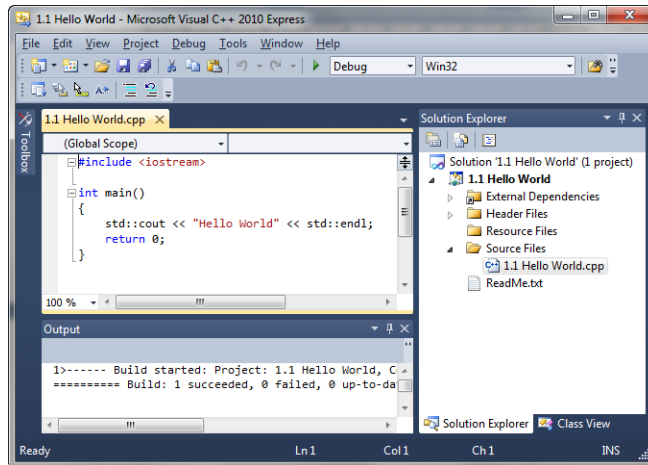 1.1 Hello World - Microsoft Visual C++ 2010 Express
File Edit View Project Debug Tools Window Help
Debug Win32
Toolbox
1.1 Hello World.cpp
(Global Scope)
#include <iostream>
int main()
{
std::cout << "Hello World" << std::endl;
return 0;
}
100 %
Output
1>------ Build started: Project: 1.1 Hello World, C
========== Build: 1 succeeded, 0 failed, 0 up-to-da
Solution Explorer
Solution '1.1 Hello World' (1 project)
1.1 Hello World
External Dependencies
Header Files
Resource Files
Source Files
1.1 Hello World.cpp
ReadMe.txt
Solution Explorer Class View
Ready Ln 1 Col 1 Ch 1 INS